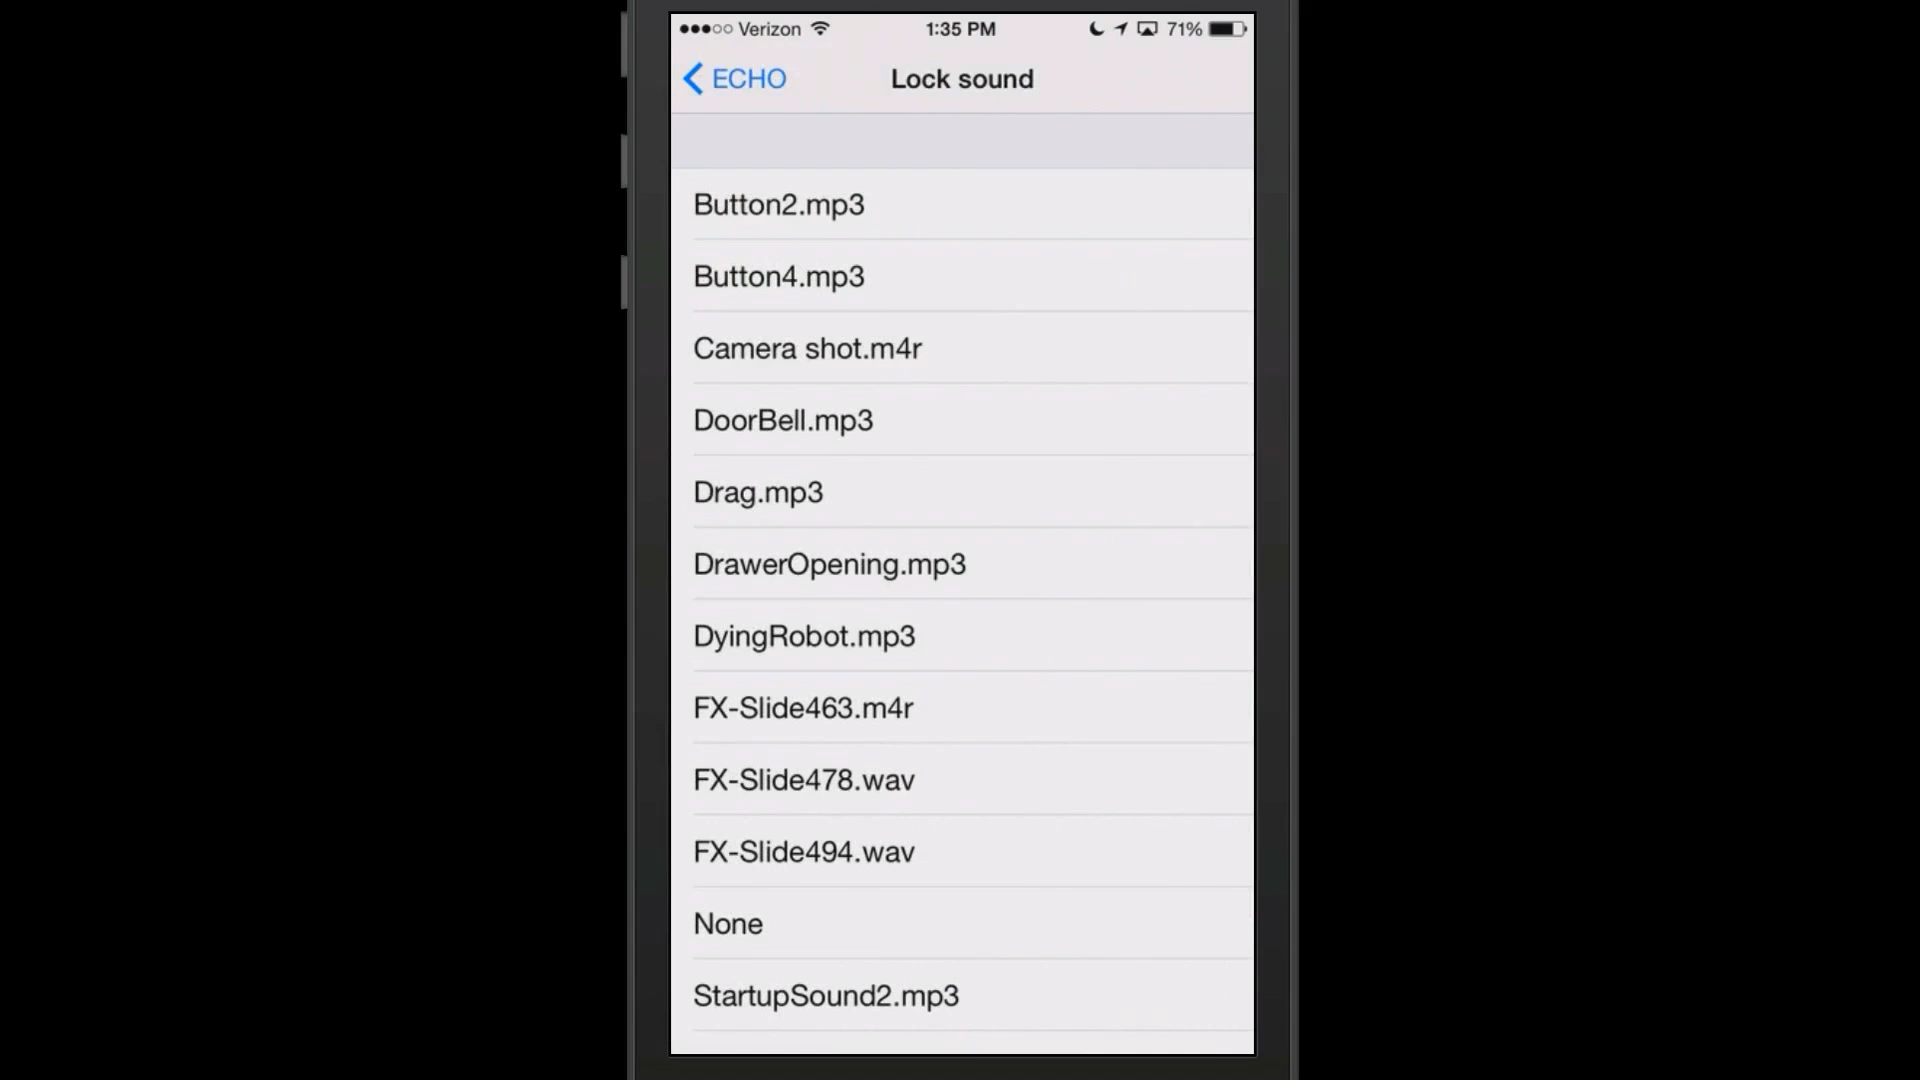 Verizon 1:35 PM 71%
ECHO Lock sound
Button2.mp3
Button4.mp3
Camera shot.m4r
DoorBell.mp3
Drag.mp3
DrawerOpening.mp3
DyingRobot.mp3
FX-Slide463.m4r
FX-Slide478.wav
FX-Slide494.wav
None
StartupSound2.mp3